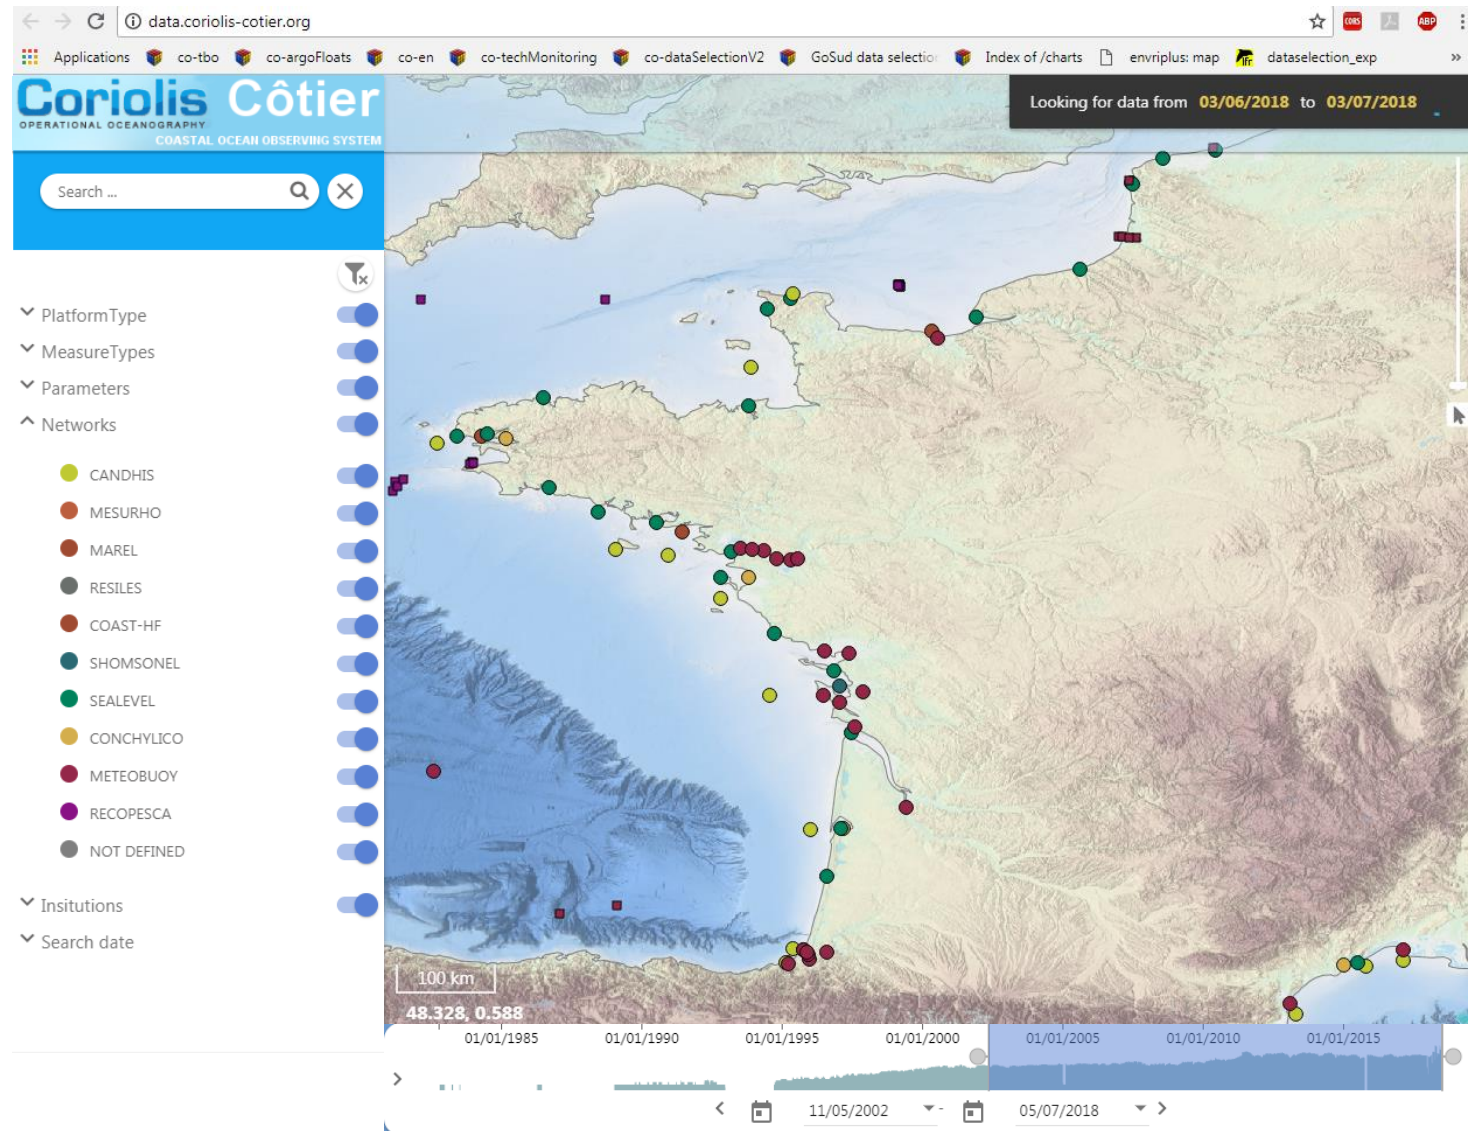 data.coriolis-cotier.org
CORS
ABP
Applications co-tbo co-argoFloats co-en co-techMonitoring co-dataSelectionV2 GoSud data selectio Index of /charts envriplus: map Ifr dataselection_exp »
Coriolis Côtier
OPERATIONAL OCEANOGRAPHY
COASTAL OCEAN OBSERVING SYSTEM
Looking for data from 03/06/2018 to 03/07/2018
Search ...
PlatformType
MeasureTypes
Parameters
Networks
CANDHIS
MESURHO
MAREL
RESILES
COAST-HF
SHOMSONEL
SEALEVEL
CONCHYLICO
METEOBUOY
RECOPESCA
NOT DEFINED
Insitutions
Search date
100 km
48.328, 0.588
01/01/1985 01/01/1990 01/01/1995 01/01/2000 01/01/2005 01/01/2010 01/01/2015
11/05/2002 - 05/07/2018